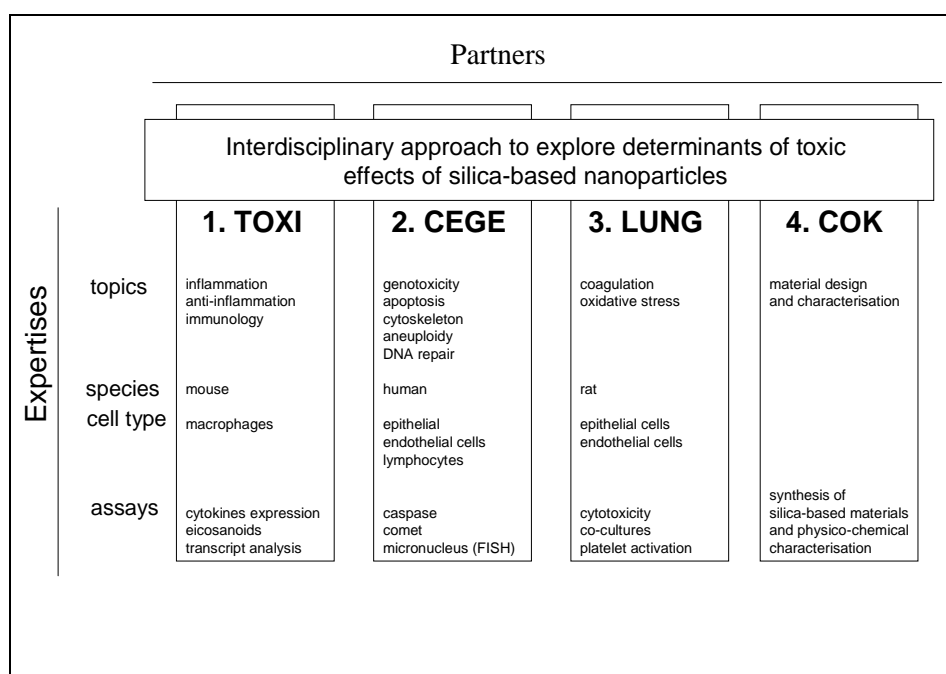 Partners
Interdisciplinary approach to explore determinants of toxic
effects of silica-based nanoparticles
1. TOXI
2. CEGE
3. LUNG
4. COK
Expertises
topics
inflammation
anti-inflammation
immunology
genotoxicity
apoptosis
cytoskeleton
aneuploidy
DNA repair
coagulation
oxidative stress
material design
and characterisation
species
mouse
human
rat
cell type
macrophages
epithelial
endothelial cells
lymphocytes
epithelial cells
endothelial cells
assays
cytokines expression
eicosanoids
transcript analysis
caspase
comet
micronucleus (FISH)
cytotoxicity
co-cultures
platelet activation
synthesis of
silica-based materials
and physico-chemical
characterisation